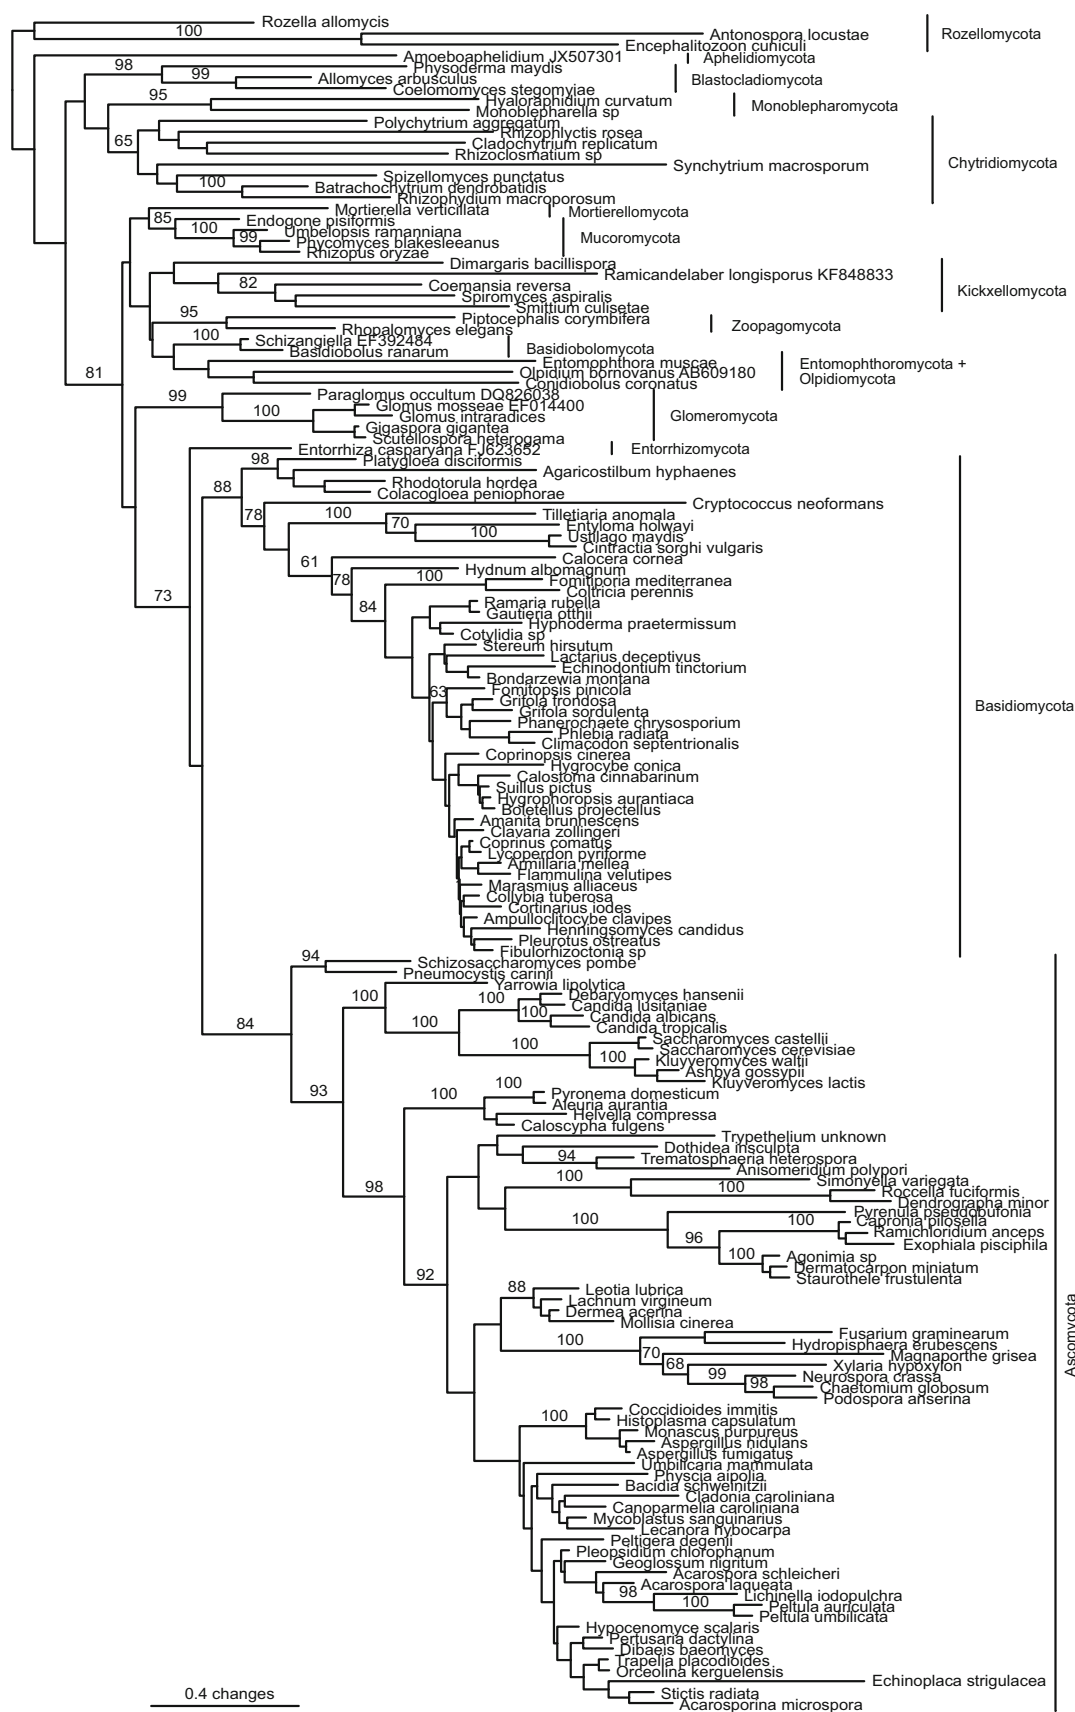 Rozella allomycis
100
Antonospora locustae
Rozellomycota
Encephalitozoon cuniculi
Amoeboaphelidium JX507301
Aphelidiomycota
98
Physoderma maydis
99
Allomyces arbusculus
Blastocladiomycota
Coelomomyces stegomyiae
95
Hyaloraphidium curvatum
Monoblepharomycota
Monoblepharella sp
Polychytrium aggregatum
Rhizophlyctis rosea
65
Cladochytrium replicatum
Rhizoclosmatium sp
Chytridiomycota
Synchytrium macrosporum
Spizellomyces punctatus
100
Batrachochytrium dendrobatidis
Rhizophydium macroporosum
Mortierella verticillata
Mortierellomycota
85
Endogone pisiformis
100
Umbelopsis ramanniana
99
Phycomyces blakesleeanus
Mucoromycota
Rhizopus oryzae
Dimargaris bacillispora
Ramicandelaber longisporus KF848833
82
Coemansia reversa
Kickxellomycota
Spiromyces aspiralis
Smittium culisetae
95
Piptocephalis corymbifera
Zoopagomycota
Rhopalomyces elegans
100
Schizangiella EF392484
Basidiobolomycota
Basidiobolus ranarum
Entomophthora muscae
Entomophthoromycota +
Olpidiomycota
81
Olpidium bornovanus AB609180
Conidiobolus coronatus
99
Paraglomus occultum DQ826038
100
Glomus mosseae EF014400
Glomus intraradices
Glomeromycota
Gigaspora gigantea
Scutellospora heterogama
Entorrhiza casparyana FJ623652
Entorrhizomycota
98
Platygloea disciformis
Agaricostilbum hyphaenes
88
Rhodotorula hordea
Colacogloea peniophorae
Cryptococcus neoformans
78
100
Tilletiaria anomala
70
Entyloma holwayi
100
Ustilago maydis
Cintractia sorghi vulgaris
61
Calocera cornea
Hydnum albomagnum
78
100
Fomitiporia mediterranea
Coltricia perennis
73
84
Ramaria rubella
Gautieria otthii
Hyphoderma praetermissum
Cotylidia sp
Stereum hirsutum
Lactarius deceptivus
Echinodontium tinctorium
Bondarzewia montana
63
Fomitopsis pinicola
Grifola frondosa
Basidiomycota
Grifola sordulenta
Phanerochaete chrysosporium
Phlebia radiata
Climacodon septentrionalis
Coprinopsis cinerea
Hygrocybe conica
Calostoma cinnabarinum
Suillus pictus
Hygrophoropsis aurantiaca
Boletellus projectellus
Amanita brunnescens
Clavaria zollingeri
Coprinus comatus
Lycoperdon pyriforme
Armillaria mellea
Flammulina velutipes
Marasmius alliaceus
Collybia tuberosa
Cortinarius iodes
Ampulloclitocybe clavipes
Henningsomyces candidus
Pleurotus ostreatus
Fibulorhizoctonia sp
94
Schizosaccharomyces pombe
Pneumocystis carinii
100
Yarrowia lipolytica
100
Debaryomyces hansenii
Candida lusitaniae
84
100
100
Candida albicans
Candida tropicalis
100
Saccharomyces castellii
Saccharomyces cerevisiae
100
Kluyveromyces waltii
Ashbya gossypii
Kluyveromyces lactis
93
100
100
Pyronema domesticum
Aleuria aurantia
Helvella compressa
Caloscypha fulgens
Trypethelium unknown
Dothidea insculpta
94
Trematosphaeria heterospora
Anisomeridium polypori
98
100
Simonyella variegata
100
Roccella fuciformis
Dendrographa minor
100
Pyrenula pseudobufonia
100
Capronia pilosella
Ramichloridium anceps
96
Exophiala pisciphila
100
Agonimia sp
Dermatocarpon miniatum
Staurothele frustulenta
92
88
Leotia lubrica
Lachnum virgineum
Dermea acerina
Mollisia cinerea
Ascomycota
100
Fusarium graminearum
Hydropisphaera erubescens
70
Magnaporthe grisea
68
Xylaria hypoxylon
99
Neurospora crassa
98
Chaetomium globosum
Podospora anserina
100
Coccidioides immitis
Histoplasma capsulatum
Monascus purpureus
Aspergillus nidulans
Aspergillus fumigatus
Umbilicaria mammulata
Physcia aipolia
Bacidia schweinitzii
Cladonia caroliniana
Canoparmelia caroliniana
Mycoblastus sanguinarius
Lecanora hybocarpa
Peltigera degenii
Pleopsidium chlorophanum
Geoglossum nigritum
Acarospora schleicheri
Acarospora laqueata
98
Lichinella iodopulchra
100
Peltula auriculata
Peltula umbilicata
Hypocenomyce scalaris
Pertusaria dactylina
Dibaeis baeomyces
Trapelia placodioides
Orceolina kerguelensis
Echinoplaca strigulacea
0.4 changes
Stictis radiata
Acarosporina microspora